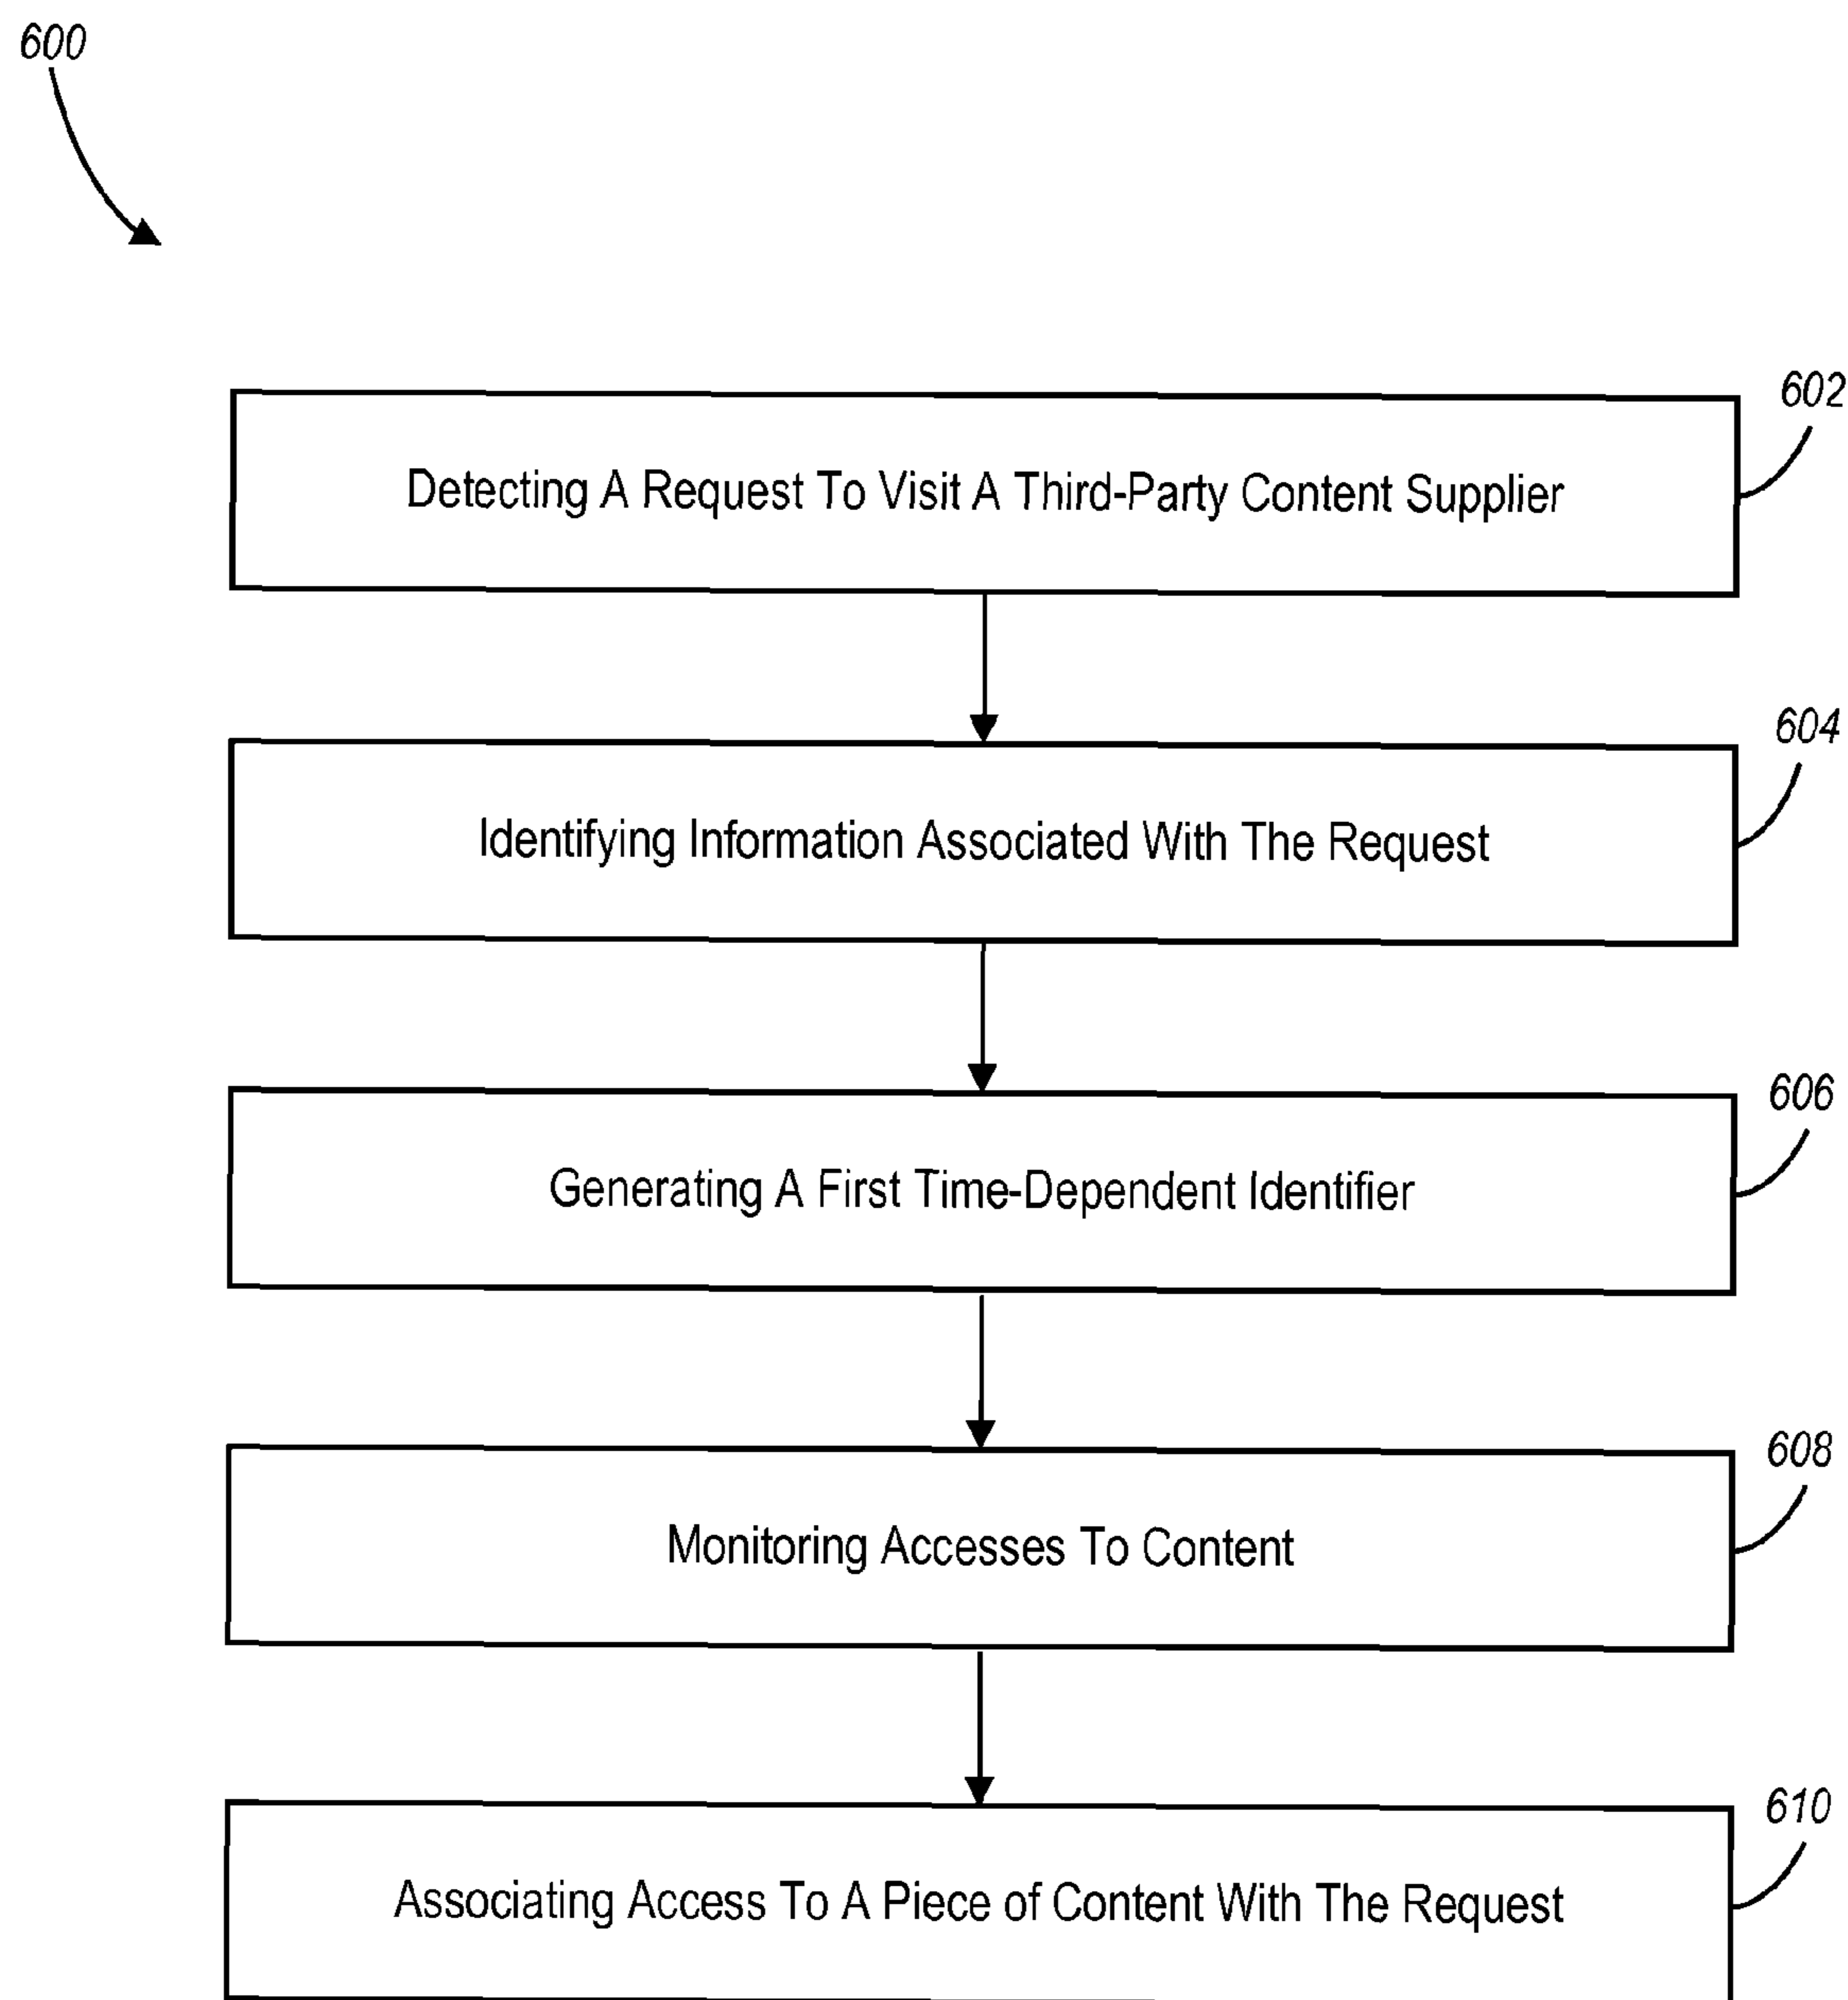 600
602
Detecting A Request To Visit A Third-Party Content Supplier
604
Identifying Information Associated With The Request
606
Generating A First Time-Dependent Identifier
608
Monitoring Accesses To Content
610
Associating Access To A Piece of Content With The Request